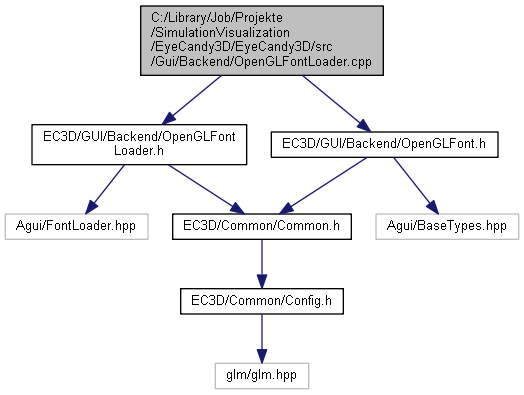 C:/Library/Job/Projekte
/SimulationVisualization
/EyeCandy3D/EyeCandy3D/src
/Gui/Backend/OpenGLFontLoader.cpp
EC3D/GUI/Backend/OpenGLFont
Loader.h
EC3D/GUI/Backend/OpenGLFont.h
Agui/FontLoader.hpp
EC3D/Common/Common.h
Agui/BaseTypes.hpp
EC3D/Common/Config.h
glm/glm.hpp